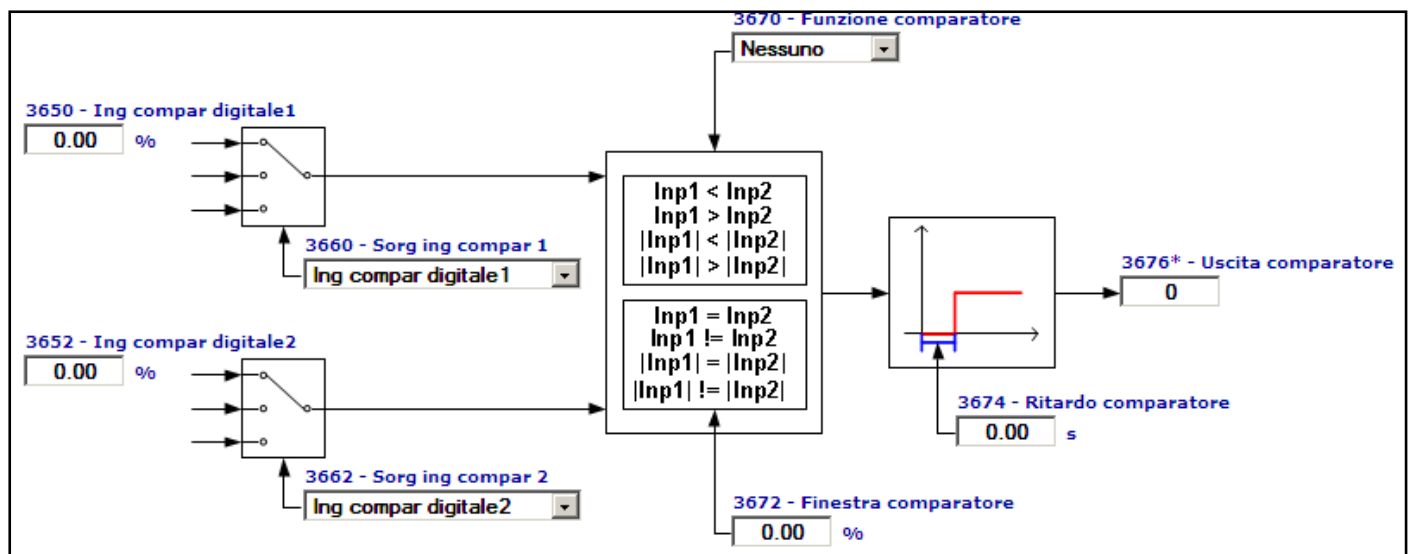 3670 - Funzione comparatore
Nessuno
3650 - Ing compar digitale1
0.00 %
3660 - Sorg ing compar 1
Ing compar digitale1
Inp1 < Inp2
Inp1 > Inp2
|Inp1| < |Inp2|
|Inp1| > |Inp2|
Inp1 = Inp2
Inp1 != Inp2
|Inp1| = |Inp2|
|Inp1| != |Inp2|
3676* - Uscita comparatore
0
3652 - Ing compar digitale2
0.00 %
3674 - Ritardo comparatore
0.00 s
3662 - Sorg ing compar 2
Ing compar digitale2
3672 - Finestra comparatore
0.00 %